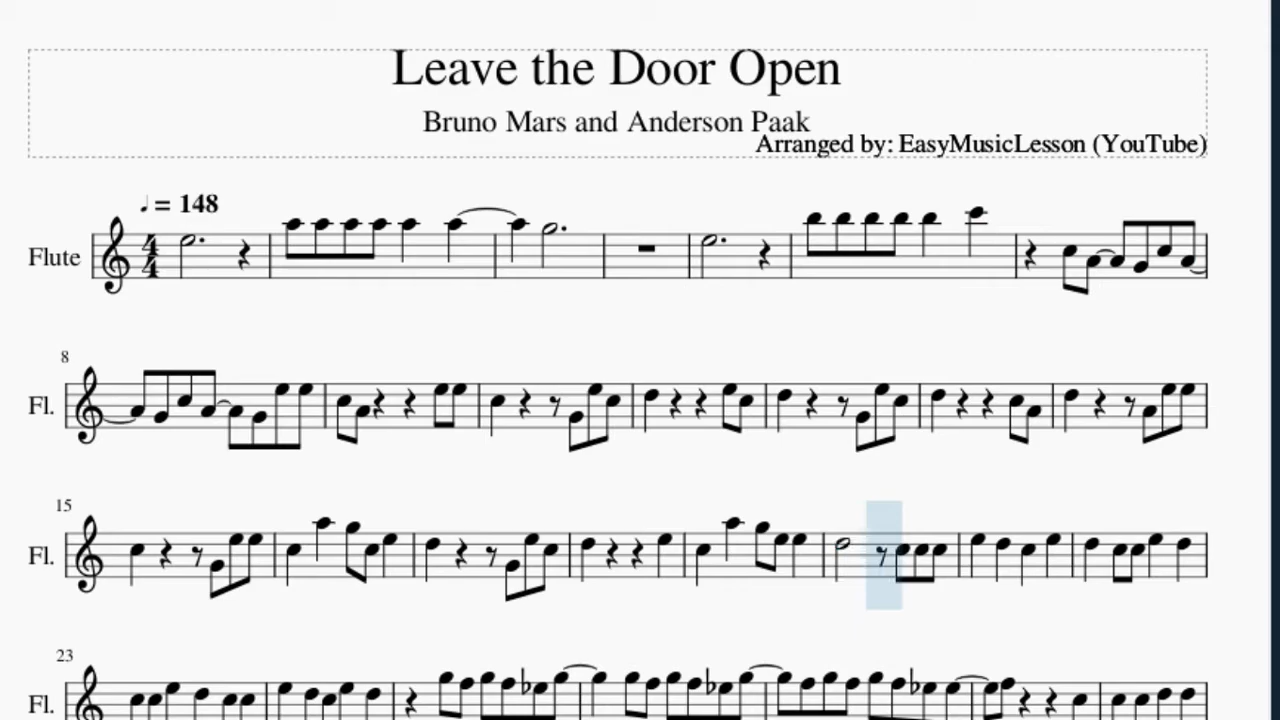 Leave the Door Open
Bruno Mars and Anderson Paak
Arranged by: EasyMusicLesson (YouTube)
♩ = 148
Flute
4
4
8
Fl.
15
Fl.
23
Fl.